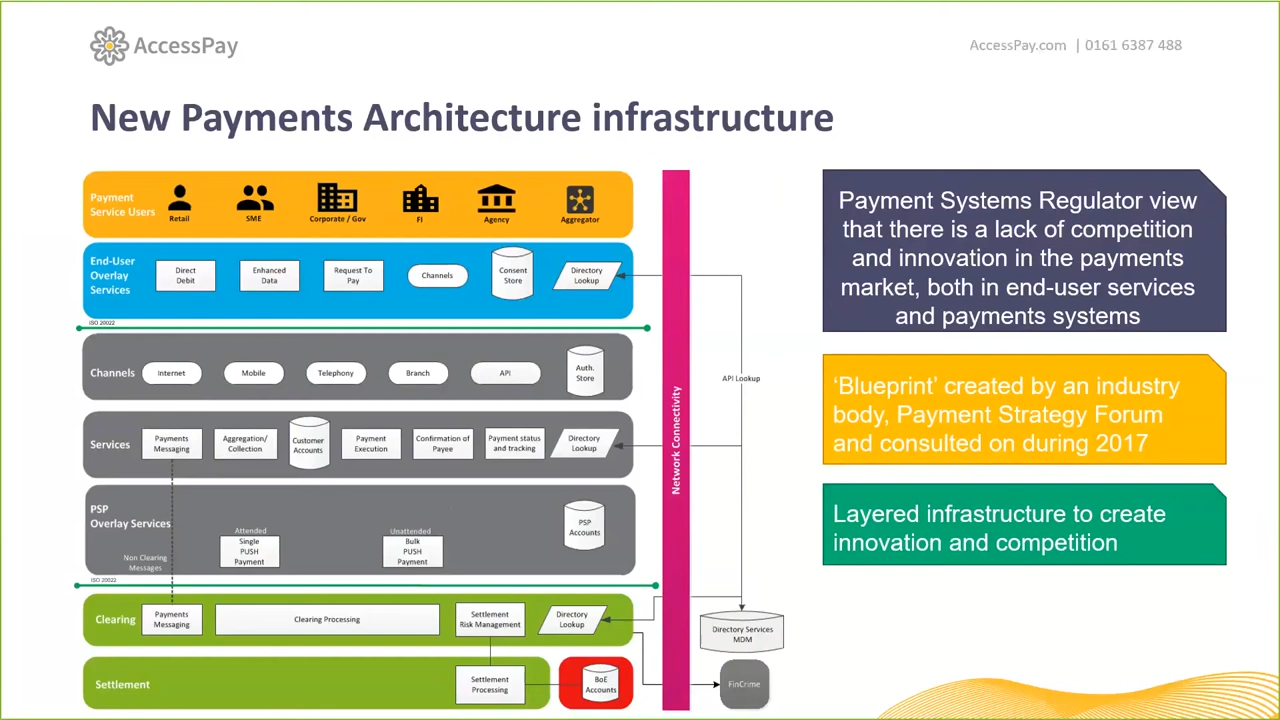 AccessPay
AccessPay.com | 0161 6387 488
New Payments Architecture infrastructure
Payment
Service Users
Retail
SME
Corporate / Gov
FI
Agency
Aggregator
End-User
Overlay
Services
Direct
Debit
Enhanced
Data
Request To
Pay
Channels
Consent
Store
Directory
Lookup
ISO 20022
Channels
Internet
Mobile
Telephony
Branch
API
Auth.
Store
Services
Payments
Messaging
Aggregation/
Collection
Customer
Accounts
Payment
Execution
Confirmation of
Payee
Payment status
and tracking
Directory
Lookup
PSP
Overlay Services
Non Clearing
Messages
Attended
Single
PUSH
Payment
Unattended
Bulk
PUSH
Payment
PSP
Accounts
ISO 20022
Clearing
Payments
Messaging
Clearing Processing
Settlement
Risk Management
Directory
Lookup
Settlement
Settlement
Processing
BoE
Accounts
Network Connectivity
API Lookup
Directory Services
MDM
FinCrime
Payment Systems Regulator view
that there is a lack of competition
and innovation in the payments
market, both in end-user services
and payments systems
‘Blueprint’ created by an industry
body, Payment Strategy Forum
and consulted on during 2017
Layered infrastructure to create
innovation and competition